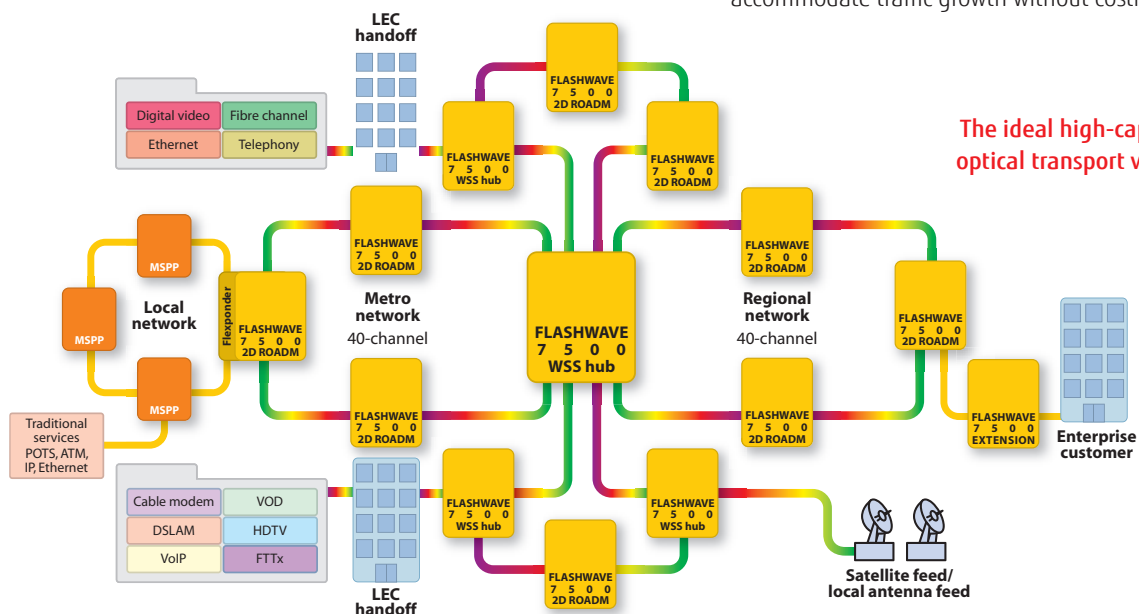 accommodate traffic growth without costl
LEC
handoff
FLASHWAVE
7 5 0 0
2D ROADM
Digital video
Fibre channel
Ethernet
Telephony
FLASHWAVE
7 5 0 0
WSS hub
FLASHWAVE
7 5 0 0
2D ROADM
The ideal high-cap
optical transport v
MSPP
FLASHWAVE
7 5 0 0
2D ROADM
FLASHWAVE
7 5 0 0
2D ROADM
MSPP
Local
network
Flexponder
FLASHWAVE
7 5 0 0
2D ROADM
Metro
network
40-channel
FLASHWAVE
7 5 0 0
WSS hub
Regional
network
40-channel
FLASHWAVE
7 5 0 0
2D ROADM
MSPP
FLASHWAVE
7 5 0 0
2D ROADM
FLASHWAVE
7 5 0 0
2D ROADM
FLASHWAVE
7 5 0 0
EXTENSION
Enterprise
customer
Traditional
services
POTS, ATM,
IP, Ethernet
Cable modem
VOD
DSLAM
HDTV
VoIP
FTTx
LEC
handoff
FLASHWAVE
7 5 0 0
WSS hub
FLASHWAVE
7 5 0 0
WSS hub
FLASHWAVE
7 5 0 0
2D ROADM
Satellite feed/
local antenna feed